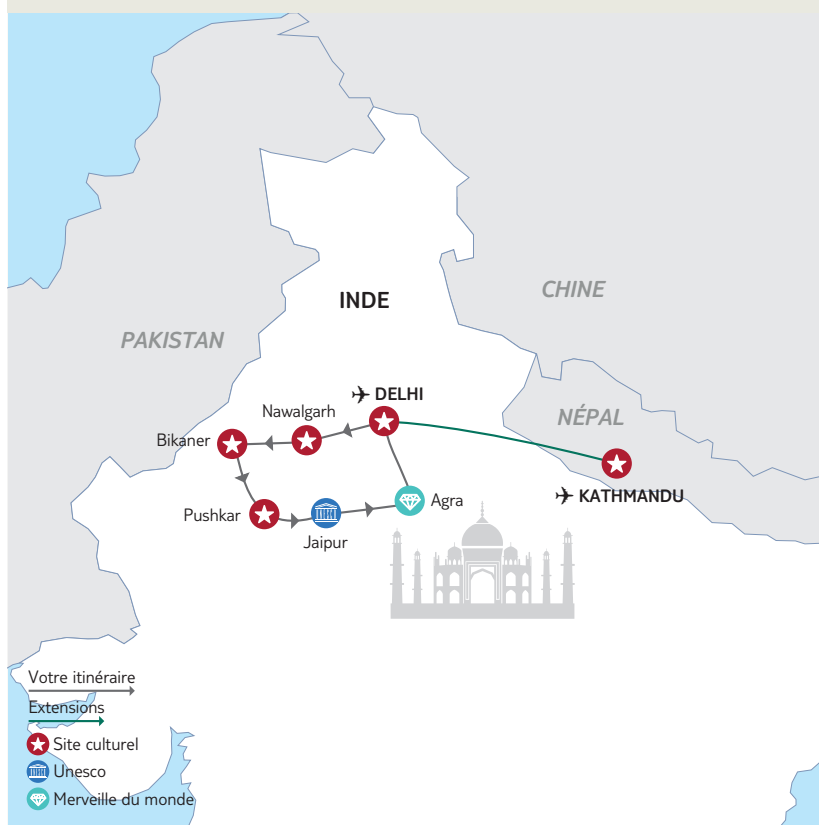 CHINE
INDE
PAKISTAN
DELHI
Nawalgarh
NÉPAL
Bikaner
KATHMANDU
Agra
Pushkar
Jaipur
Votre itinéraire
Extensions
Site culturel
Unesco
Merveille du monde